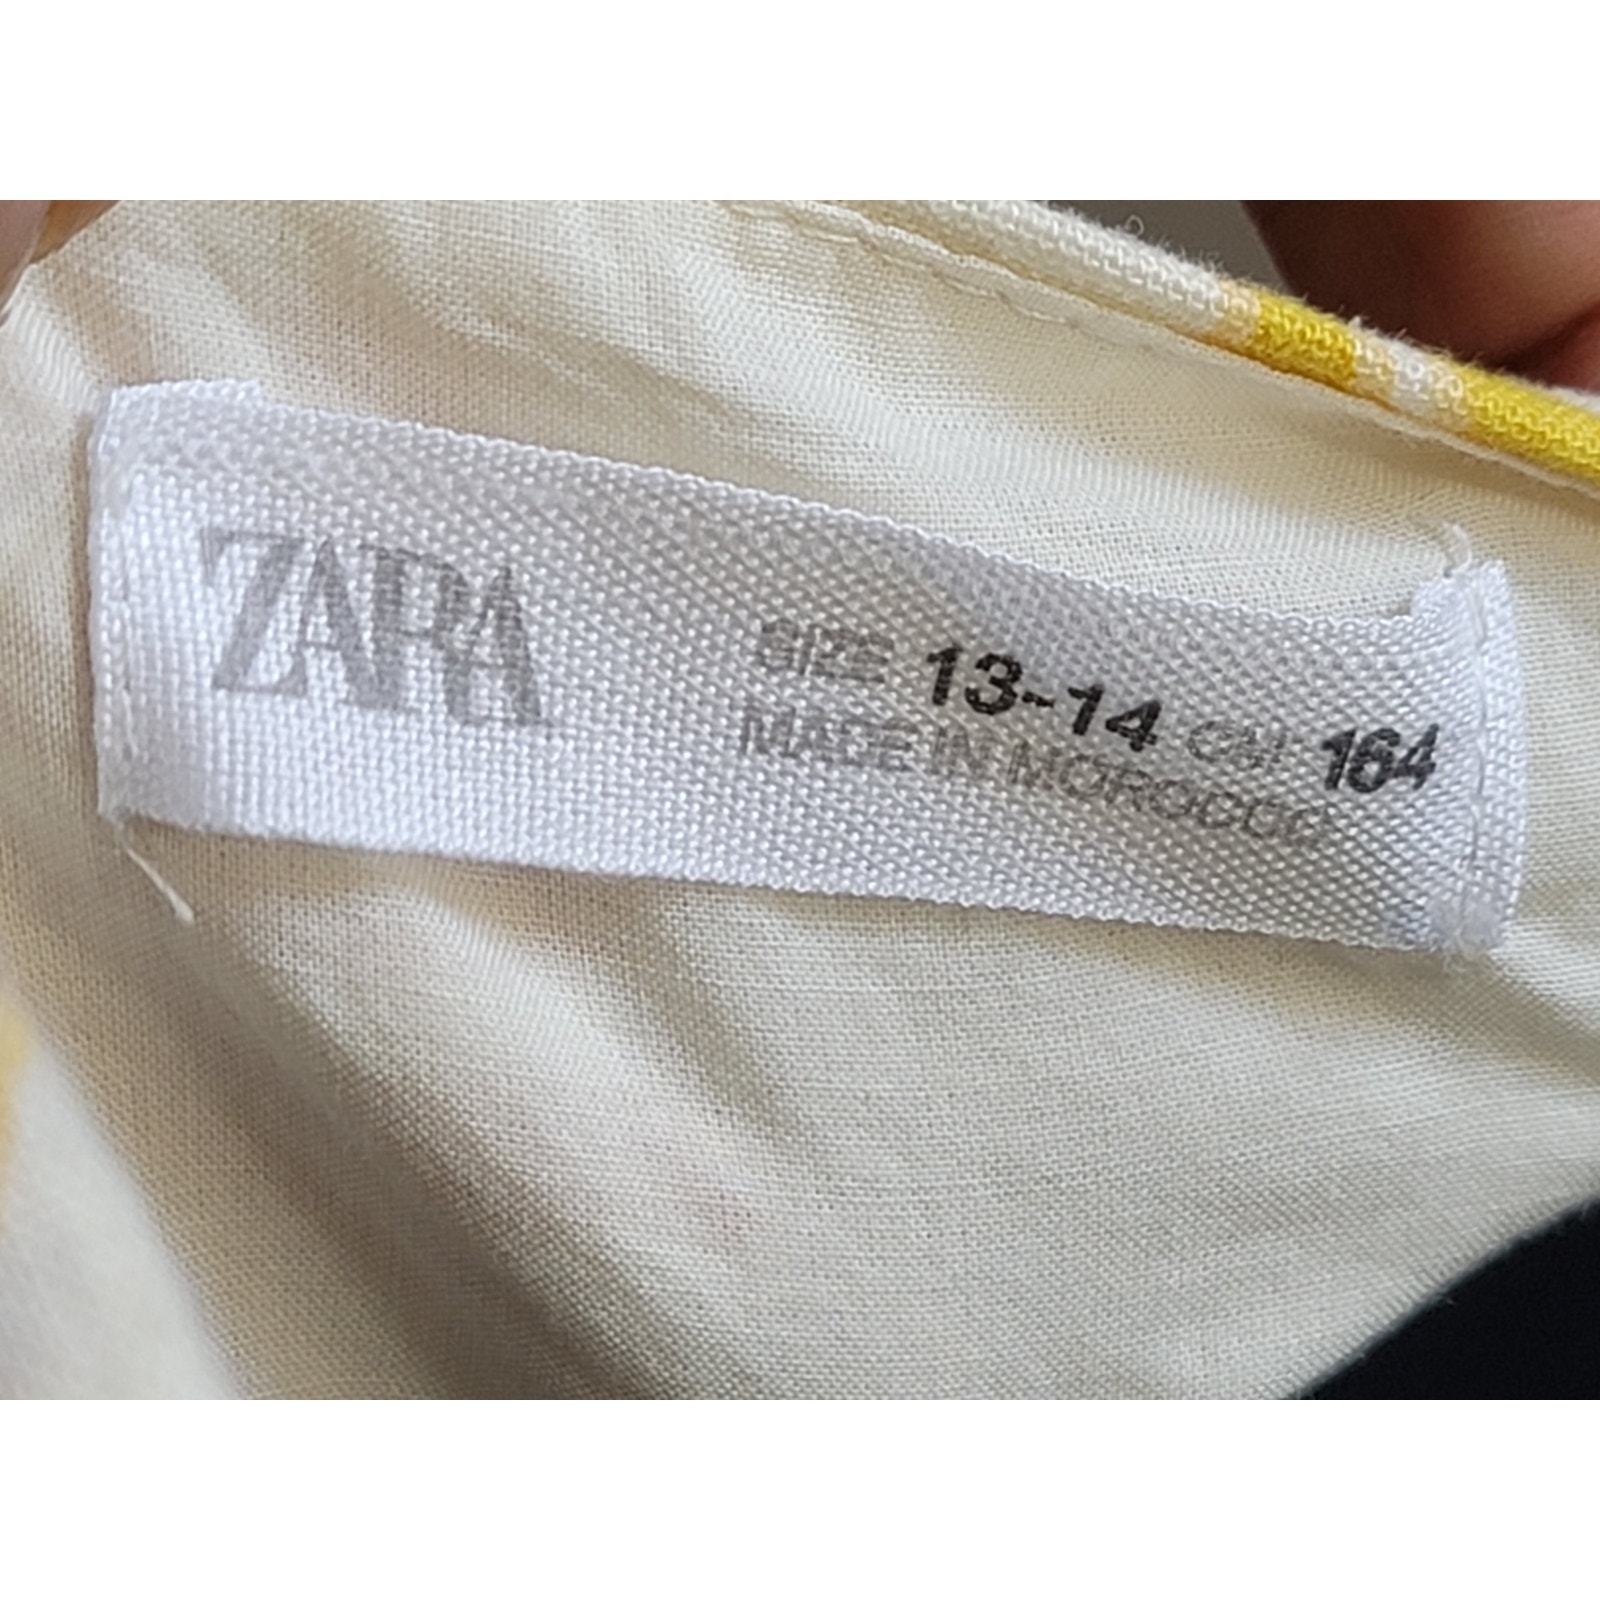 ZARA
SIZE 13-14 CM 164
MADE IN MOROCCO